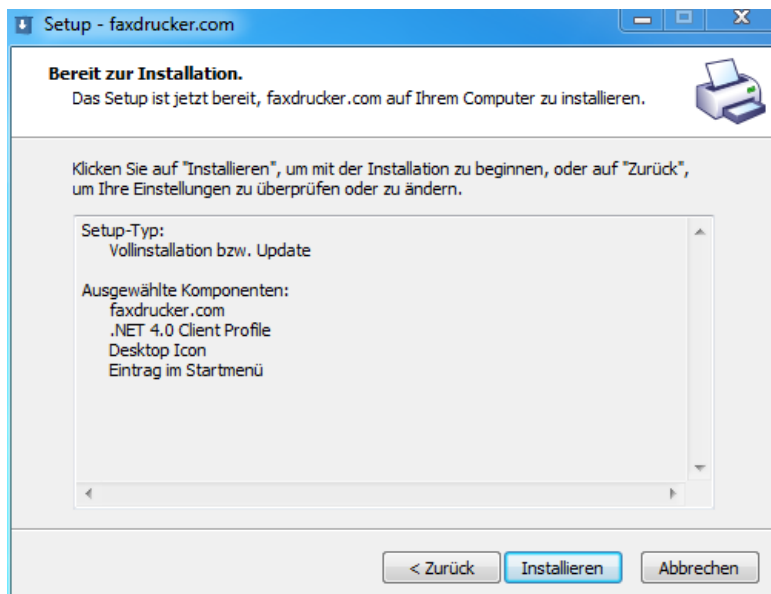 Setup - faxdrucker.com
Bereit zur Installation.
Das Setup ist jetzt bereit, faxdrucker.com auf Ihrem Computer zu installieren.
Klicken Sie auf "Installieren", um mit der Installation zu beginnen, oder auf "Zurück",
um Ihre Einstellungen zu überprüfen oder zu ändern.
Setup-Typ:
Vollinstallation bzw. Update
Ausgewählte Komponenten:
faxdrucker.com
.NET 4.0 Client Profile
Desktop Icon
Eintrag im Startmenü
< Zurück
Installieren
Abbrechen